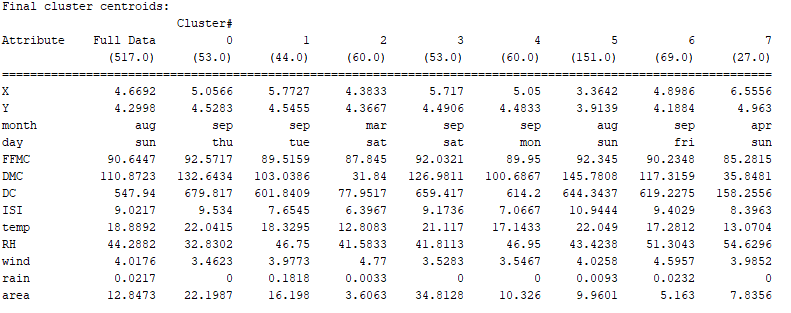 Final cluster centroids:
Cluster#
Attribute Full Data 0 1 2 3 4 5 6 7
(517.0) (53.0) (44.0) (60.0) (53.0) (60.0) (151.0) (69.0) (27.0)
================================================================================================================
X 4.6692 5.0566 5.7727 4.3833 5.717 5.05 3.3642 4.8986 6.5556
Y 4.2998 4.5283 4.5455 4.3667 4.4906 4.4833 3.9139 4.1884 4.963
month aug sep sep mar sep sep aug sep apr
day sun thu tue sat sat mon sun fri sun
FFMC 90.6447 92.5717 89.5159 87.845 92.0321 89.95 92.345 90.2348 85.2815
DMC 110.8723 132.6434 103.0386 31.84 126.9811 100.6867 145.7808 117.3159 35.8481
DC 547.94 679.817 601.8409 77.9517 659.417 614.2 644.3437 619.2275 158.2556
ISI 9.0217 9.534 7.6545 6.3967 9.1736 7.0667 10.9444 9.4029 8.3963
temp 18.8892 22.0415 18.3295 12.8083 21.117 17.1433 22.049 17.2812 13.0704
RH 44.2882 32.8302 46.75 41.5833 41.8113 46.95 43.4238 51.3043 54.6296
wind 4.0176 3.4623 3.9773 4.77 3.5283 3.5467 4.0258 4.5957 3.9852
rain 0.0217 0 0.1818 0.0033 0 0 0.0093 0.0232 0
area 12.8473 22.1987 16.198 3.6063 34.8128 10.326 9.9601 5.163 7.8356